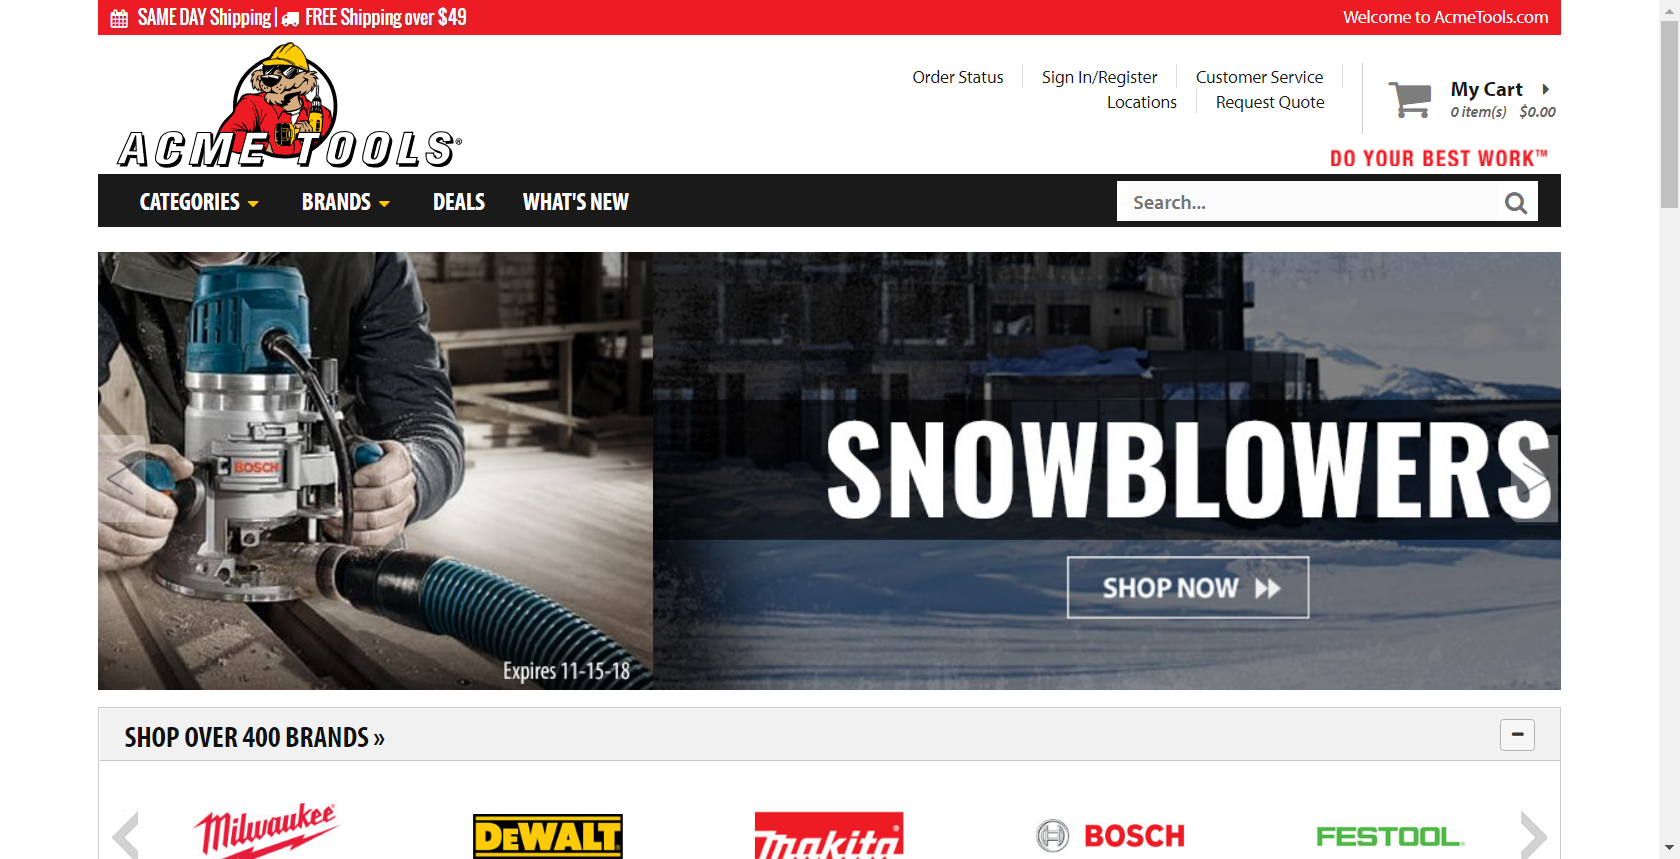 SAME DAY Shipping | FREE Shipping over $49
Welcome to AcmeTools.com
Order Status
Sign In/Register
Customer Service
Locations
Request Quote
My Cart
0 item(s) $0.00
ACME TOOLS®
DO YOUR BEST WORK™
CATEGORIES
BRANDS
DEALS
WHAT'S NEW
Search...
BOSCH
Expires 11-15-18
SNOWBLOWERS
SHOP NOW
SHOP OVER 400 BRANDS »
Milwaukee®
DEWALT
makita®
BOSCH
FESTOOL